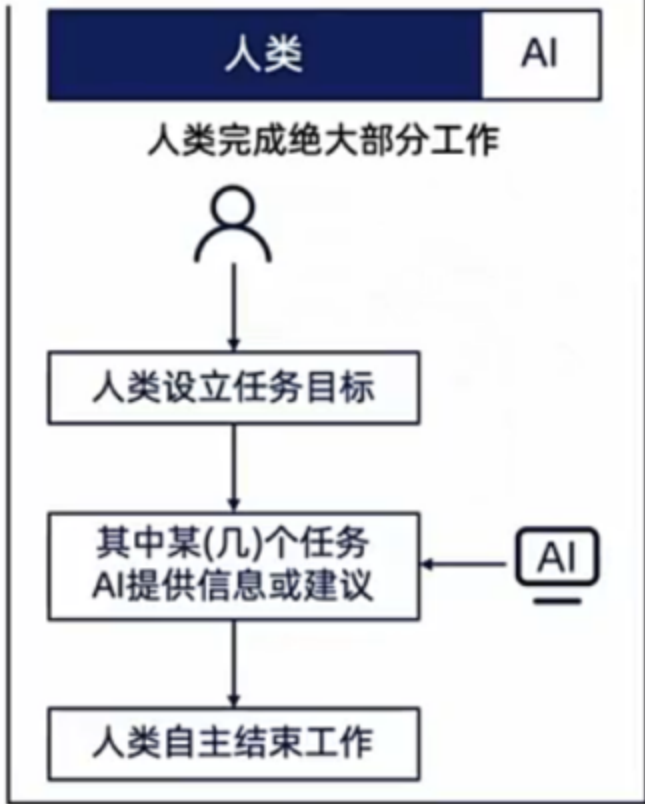 人类
AI
人类完成绝大部分工作
人类设立任务目标
其中某(几)个任务
AI提供信息或建议
AI
人类自主结束工作